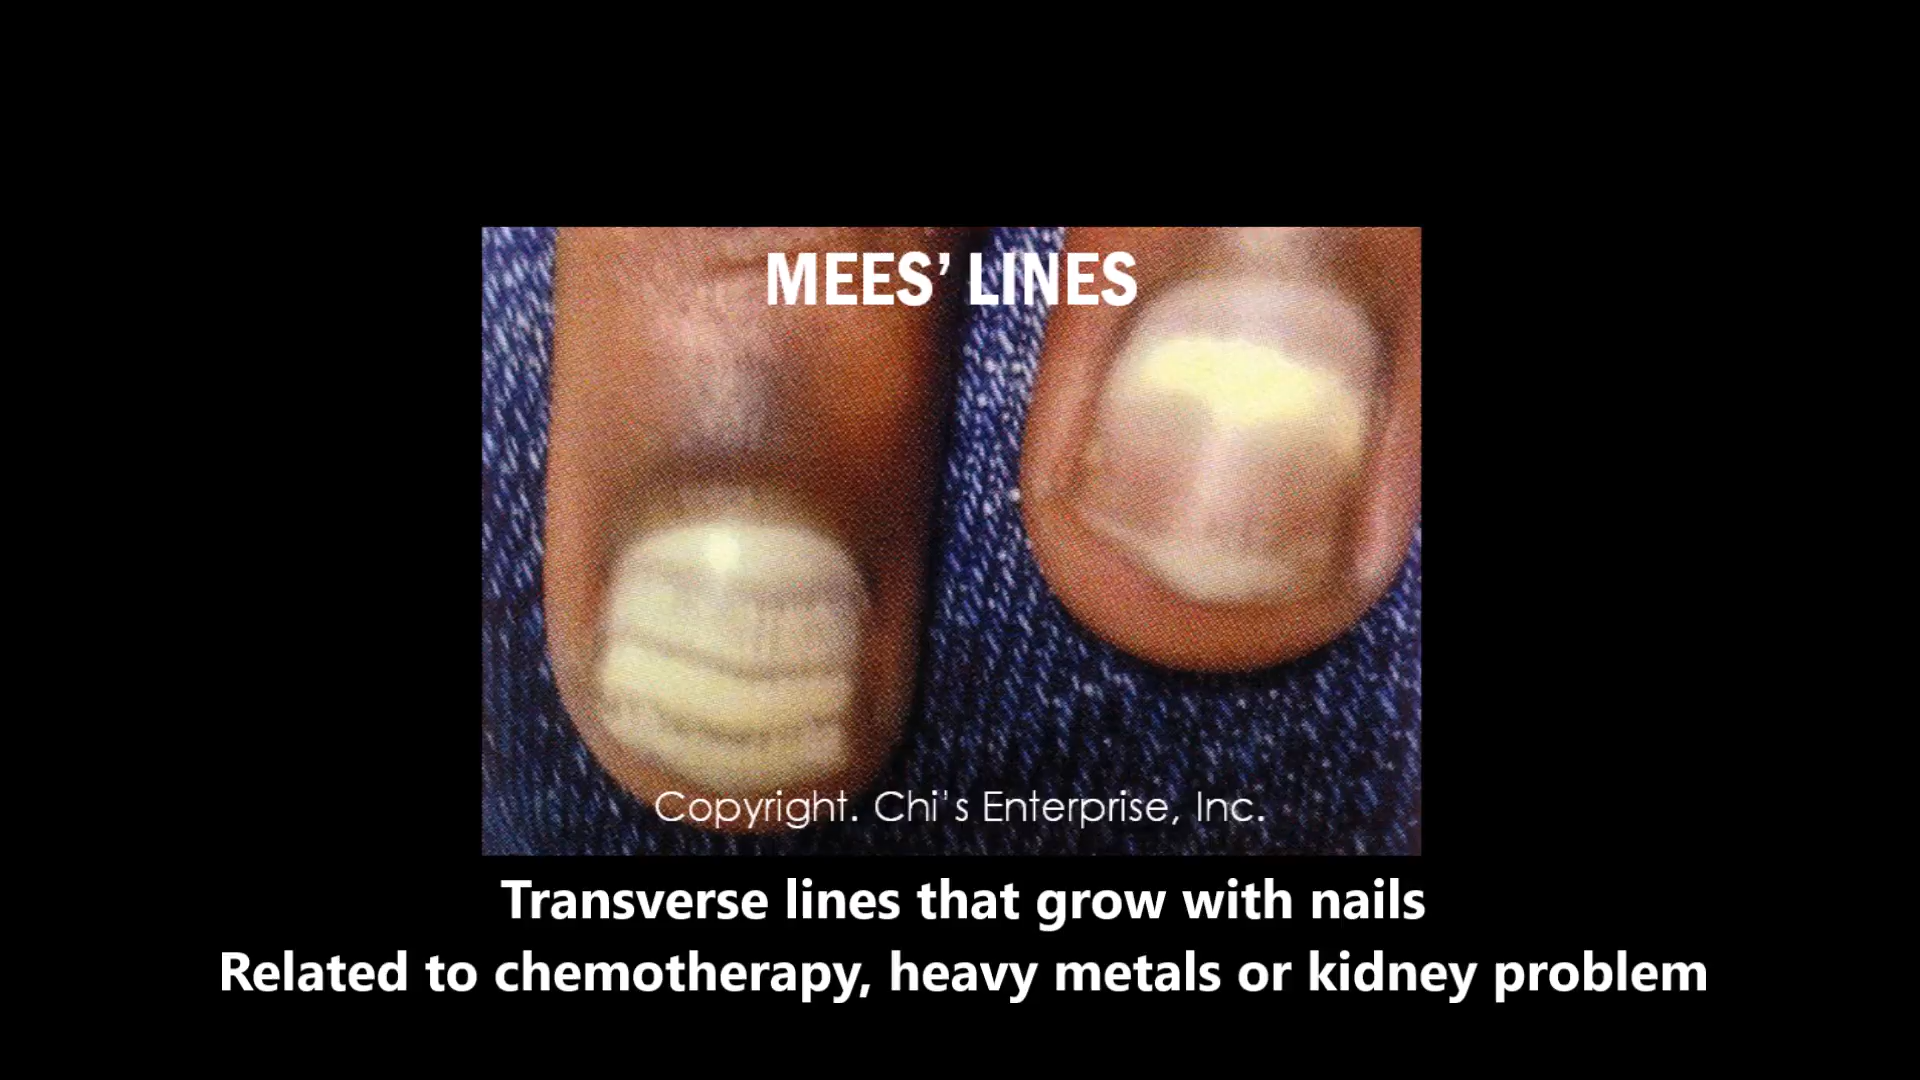 MEES’ LINES
Copyright. Chi's Enterprise, Inc.
Transverse lines that grow with nails
Related to chemotherapy, heavy metals or kidney problem